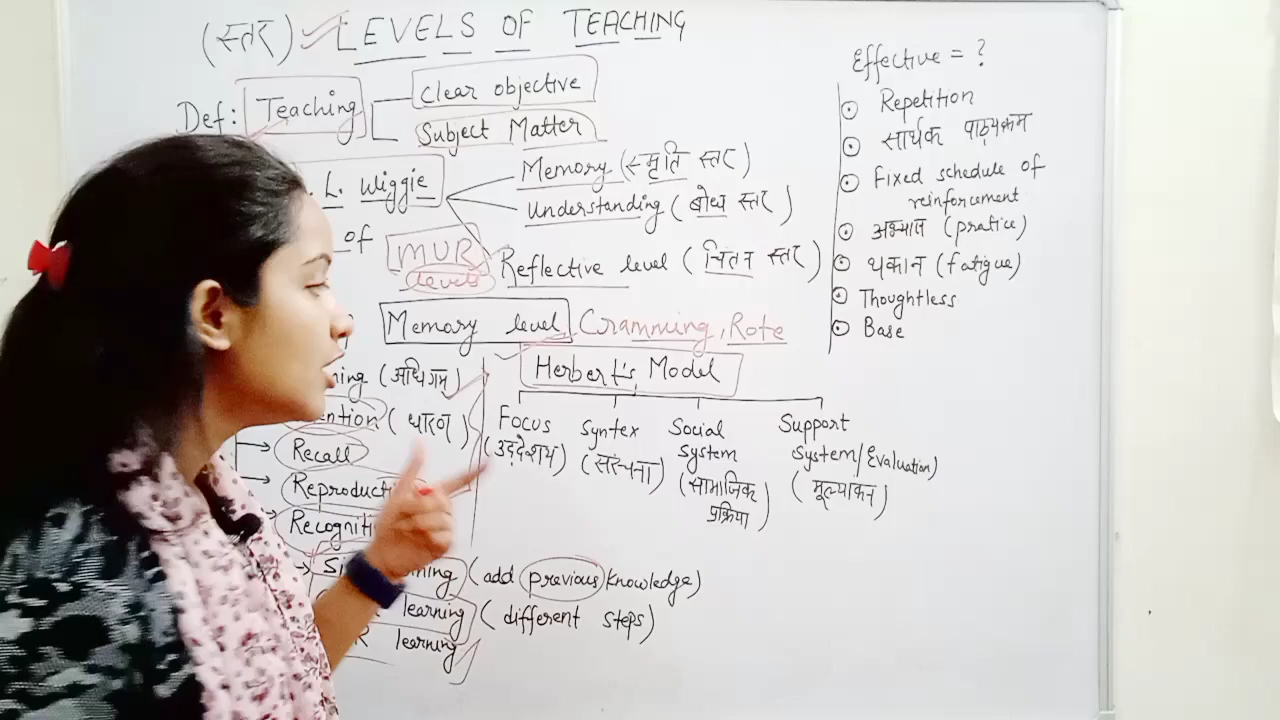 (स्तर) LEVELS OF TEACHING
Def: Teaching
Clear objective
Subject Matter
L. Wiggie
Memory (स्मृति स्तर)
Understanding (बोध स्तर)
of MUR
levels
Reflective level (चिंतन स्तर)
Memory level Cramming, Rote
(अधिगम)
(धारण)
Recall
Herbert's Model
Focus
(उद्देश्य)
Syntex
(संरचना)
Social
System
(सामाजिक
प्रक्रिया)
Support
System/Evaluation)
(मूल्यांकन)
(add previous knowledge)
learning (different steps)
learning
Effective = ?
Repetition
सार्थक पाठ्यक्रम
Fixed schedule of
reinforcement
अभ्यास (pratice)
थकान (fatigue)
Thoughtless
Base